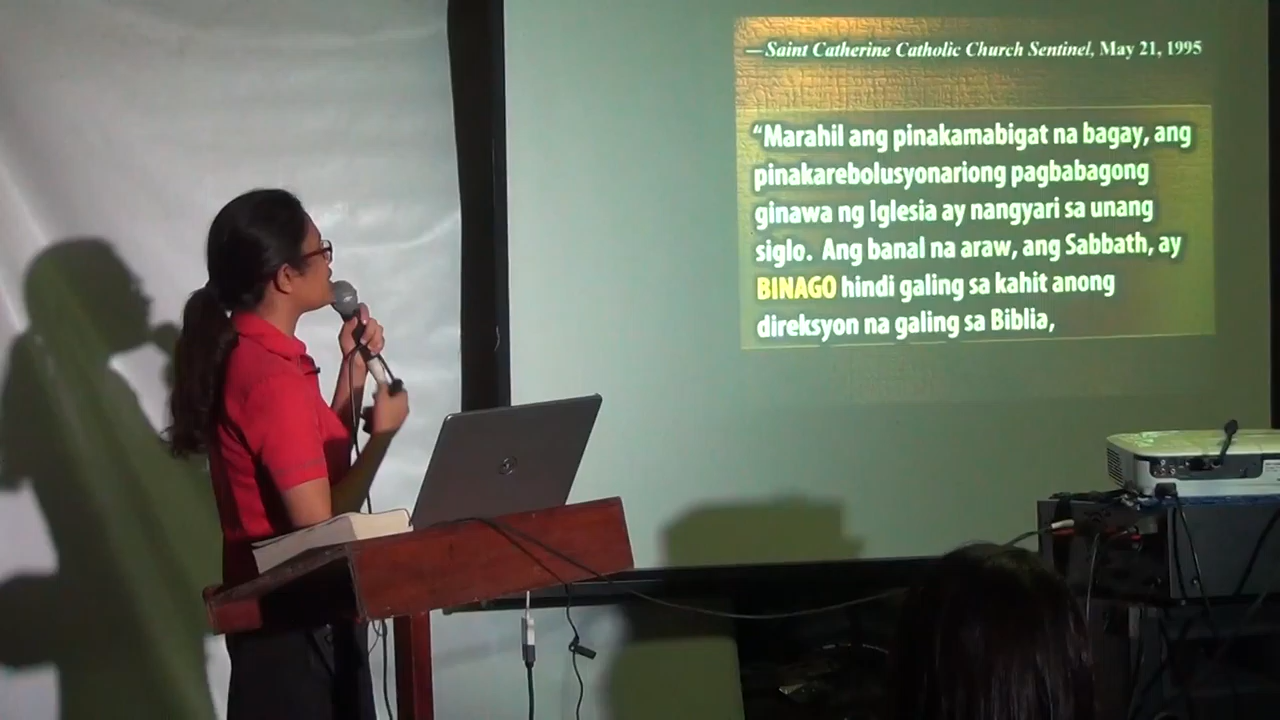 —Saint Catherine Catholic Church Sentinel, May 21, 1995
“Marahil ang pinakamabigat na bagay, ang
pinakarebolusyonariong pagbabagong
ginawa ng Iglesia ay nangyari sa unang
siglo.  Ang banal na araw, ang Sabbath, ay
BINAGO hindi galing sa kahit anong
direksyon na galing sa Biblia,